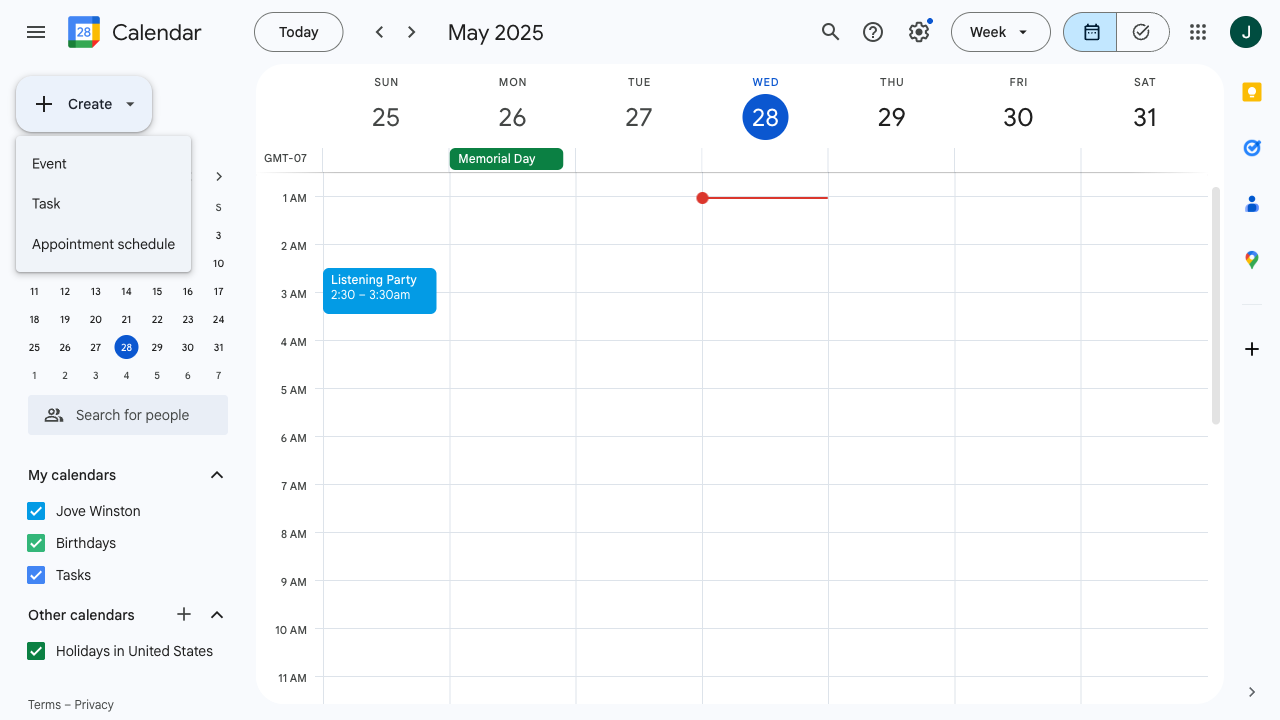 28
Calendar
Today
May 2025
Week
J
Create
Event
Task
Appointment schedule
S
3
10
11 12 13 14 15 16 17
18 19 20 21 22 23 24
25 26 27 28 29 30 31
1 2 3 4 5 6 7
Search for people
My calendars
Jove Winston
Birthdays
Tasks
Other calendars
Holidays in United States
Terms – Privacy
SUN MON TUE WED THU FRI SAT
25 26 27 28 29 30 31
GMT-07
Memorial Day
1 AM
2 AM
Listening Party
2:30 – 3:30am
3 AM
4 AM
5 AM
6 AM
7 AM
8 AM
9 AM
10 AM
11 AM